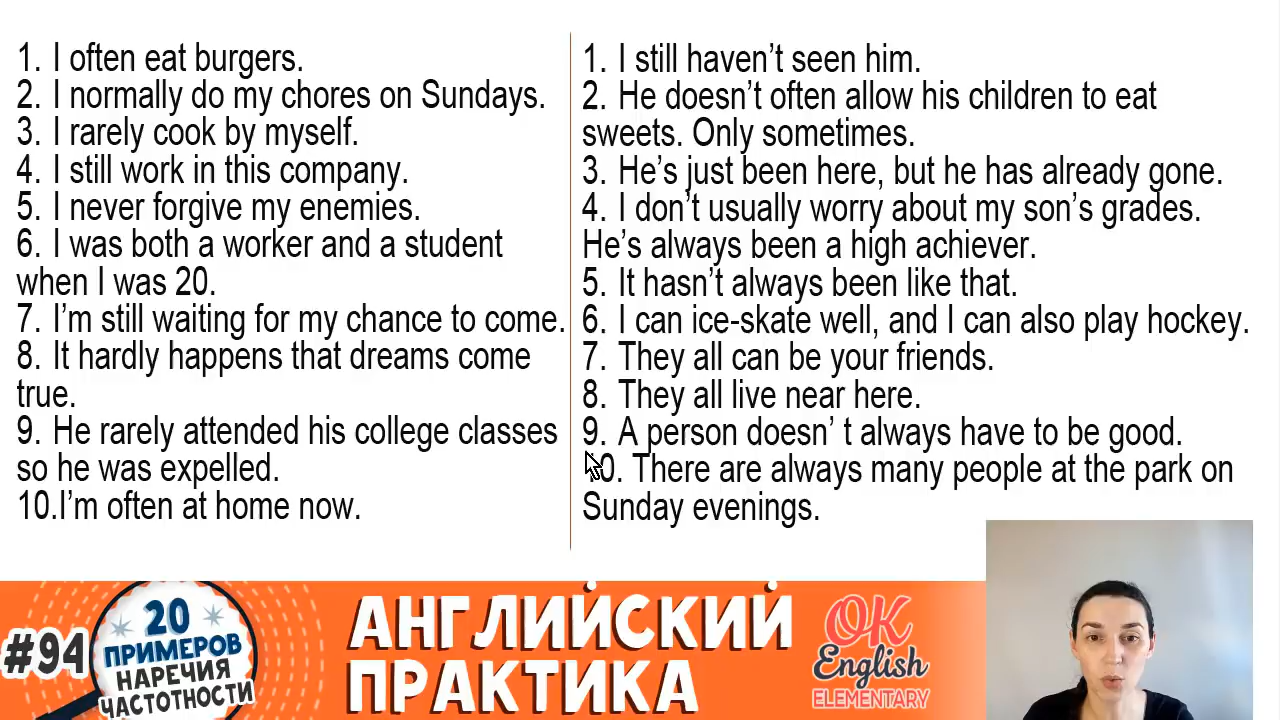 1. I often eat burgers.
2. I normally do my chores on Sundays.
3. I rarely cook by myself.
4. I still work in this company.
5. I never forgive my enemies.
6. I was both a worker and a student
when I was 20.
7. I'm still waiting for my chance to come.
8. It hardly happens that dreams come
true.
9. He rarely attended his college classes
so he was expelled.
10.I'm often at home now.
1. I still haven't seen him.
2. He doesn't often allow his children to eat
sweets. Only sometimes.
3. He's just been here, but he has already gone.
4. I don't usually worry about my son's grades.
He's always been a high achiever.
5. It hasn't always been like that.
6. I can ice-skate well, and I can also play hockey.
7. They all can be your friends.
8. They all live near here.
9. A person doesn' t always have to be good.
10. There are always many people at the park on
Sunday evenings.
#94
20
ПРИМЕРОВ
НАРЕЧИЯ
ЧАСТОТНОСТИ
АНГЛИЙСКИЙ
ПРАКТИКА
OK
English
ELEMENTARY